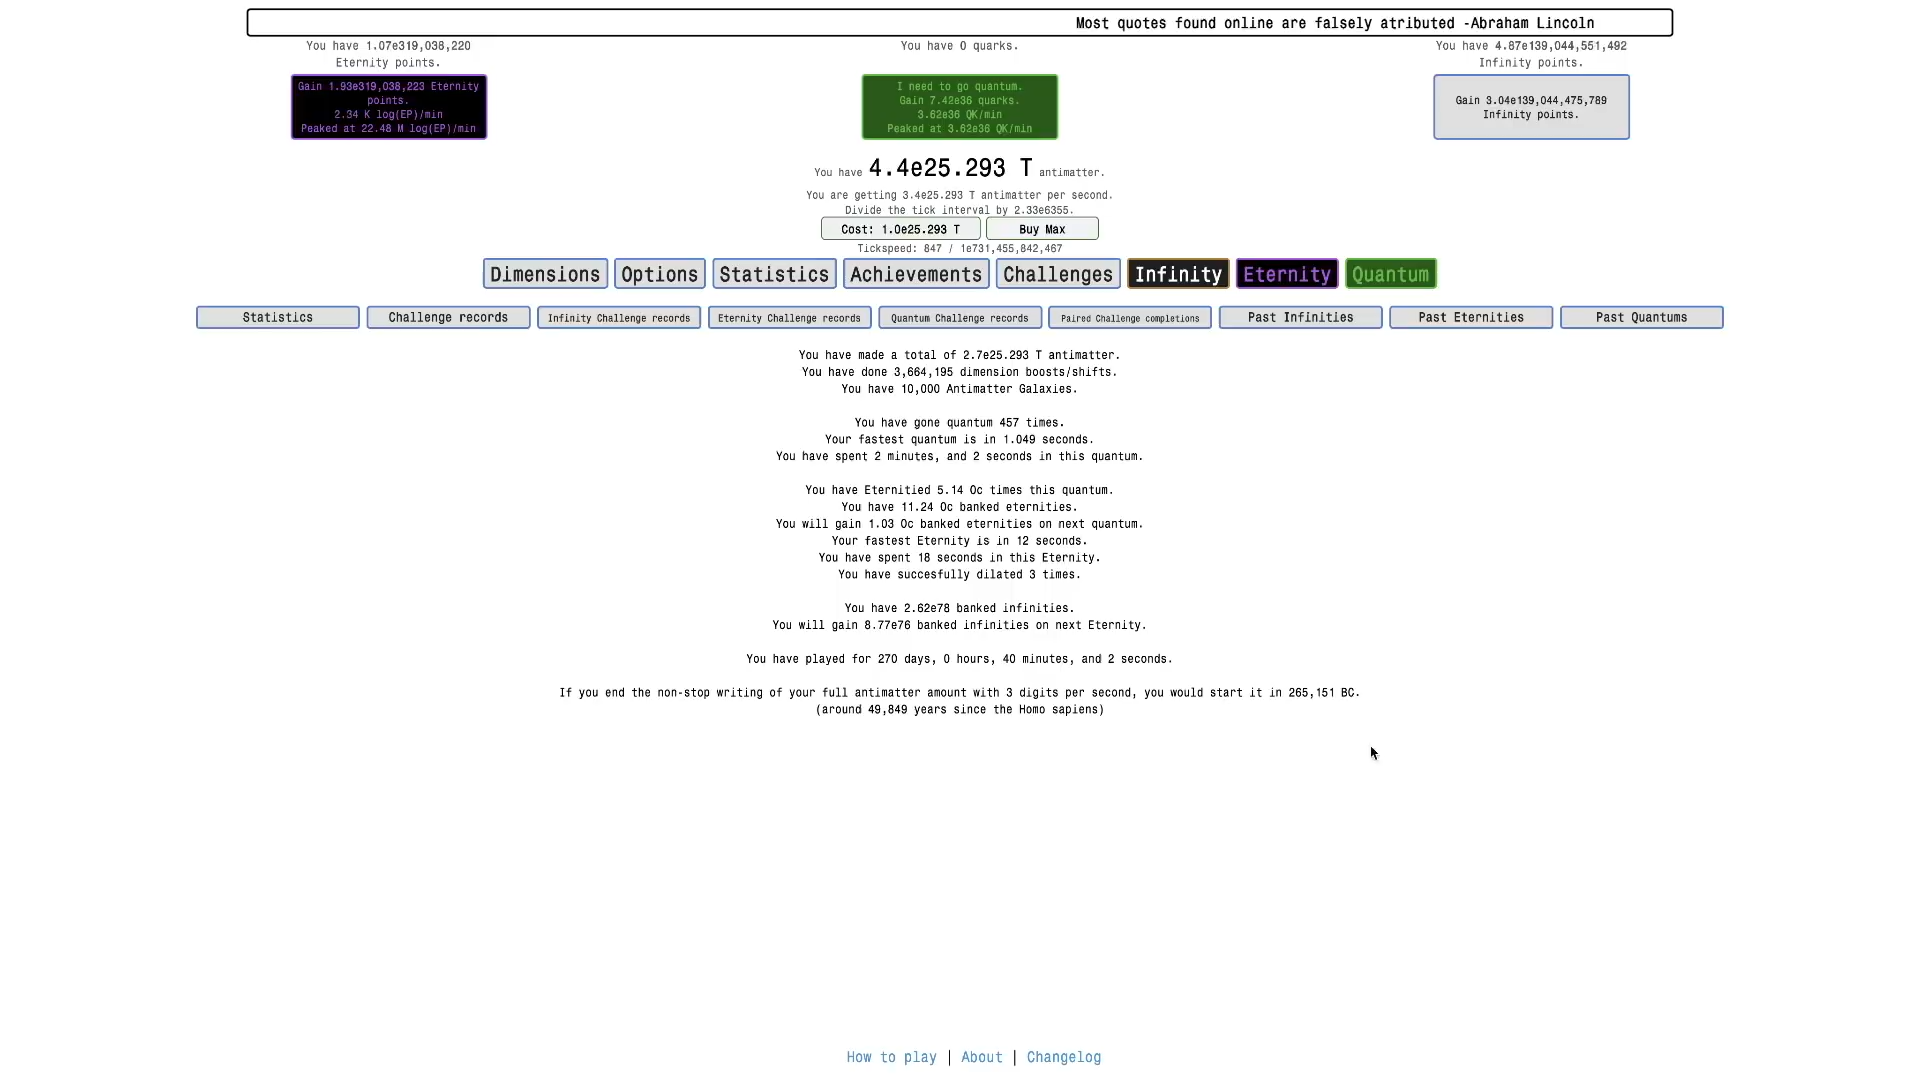 Most quotes found online are falsely atributed -Abraham Lincoln
You have 1.07e319,038,220
Eternity points.
You have 0 quarks.
You have 4.87e139,044,551,492
Infinity points.
Gain 1.93e319,038,223 Eternity
points.
2.34 K log(EP)/min
Peaked at 22.48 M log(EP)/min
I need to go quantum.
Gain 7.42e36 quarks.
3.62e36 QK/min
Peaked at 3.62e36 QK/min
Gain 3.04e139,044,475,789
Infinity points.
You have 4.4e25.293 T antimatter.
You are getting 3.4e25.293 T antimatter per second.
Divide the tick interval by 2.33e6355.
Cost: 1.0e25.293 T Buy Max
Tickspeed: 847 / 1e731,455,842,467
Dimensions Options Statistics Achievements Challenges Infinity Eternity Quantum
Statistics Challenge records Infinity Challenge records Eternity Challenge records Quantum Challenge records Paired Challenge completions Past Infinities Past Eternities Past Quantums
You have made a total of 2.7e25.293 T antimatter.
You have done 3,664,195 dimension boosts/shifts.
You have 10,000 Antimatter Galaxies.
You have gone quantum 457 times.
Your fastest quantum is in 1.049 seconds.
You have spent 2 minutes, and 2 seconds in this quantum.
You have Eternitied 5.14 Oc times this quantum.
You have 11.24 Oc banked eternities.
You will gain 1.03 Oc banked eternities on next quantum.
Your fastest Eternity is in 12 seconds.
You have spent 18 seconds in this Eternity.
You have succesfully dilated 3 times.
You have 2.62e78 banked infinities.
You will gain 8.77e76 banked infinities on next Eternity.
You have played for 270 days, 0 hours, 40 minutes, and 2 seconds.
If you end the non-stop writing of your full antimatter amount with 3 digits per second, you would start it in 265,151 BC.
(around 49,849 years since the Homo sapiens)
How to play | About | Changelog